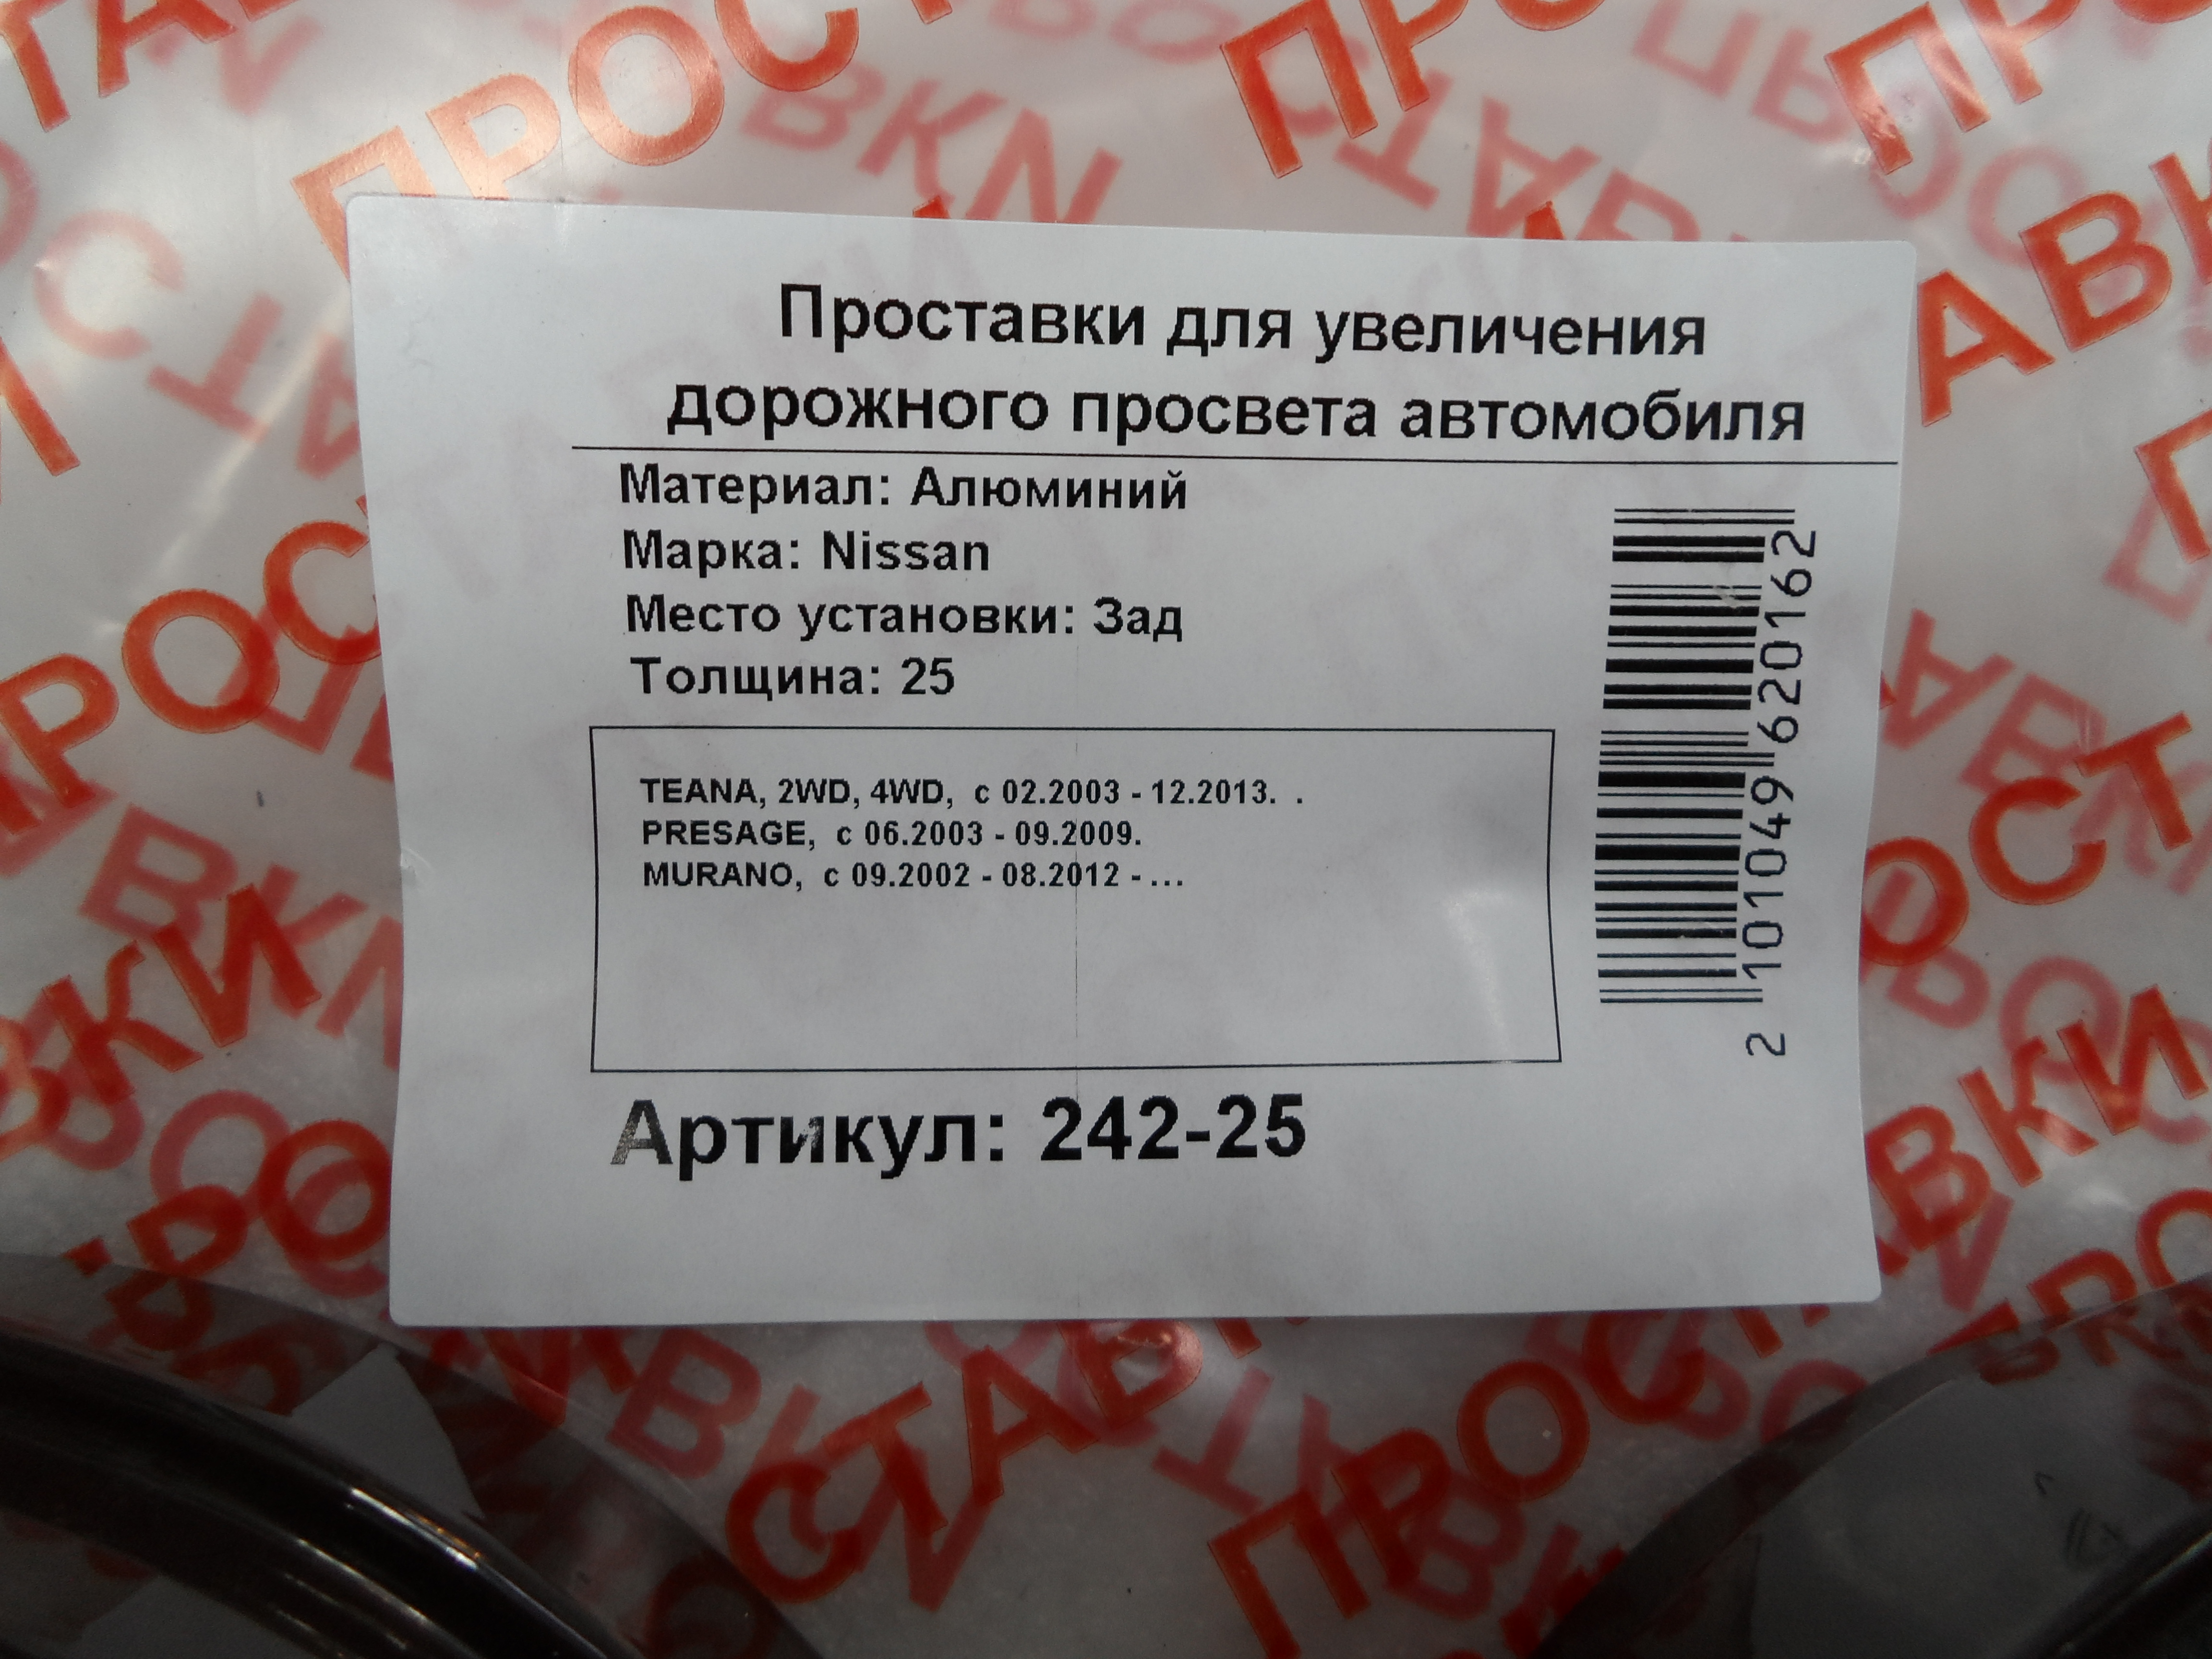 Проставки для увеличения
дорожного просвета автомобиля
Материал: Алюминий
Марка: Nissan
Место установки: Зад
Толщина: 25
TEANA, 2WD, 4WD, с 02.2003 - 12.2013. .
PRESAGE, с 06.2003 - 09.2009.
MURANO, с 09.2002 - 08.2012 - ...
Артикул: 242-25
2 101049 620162